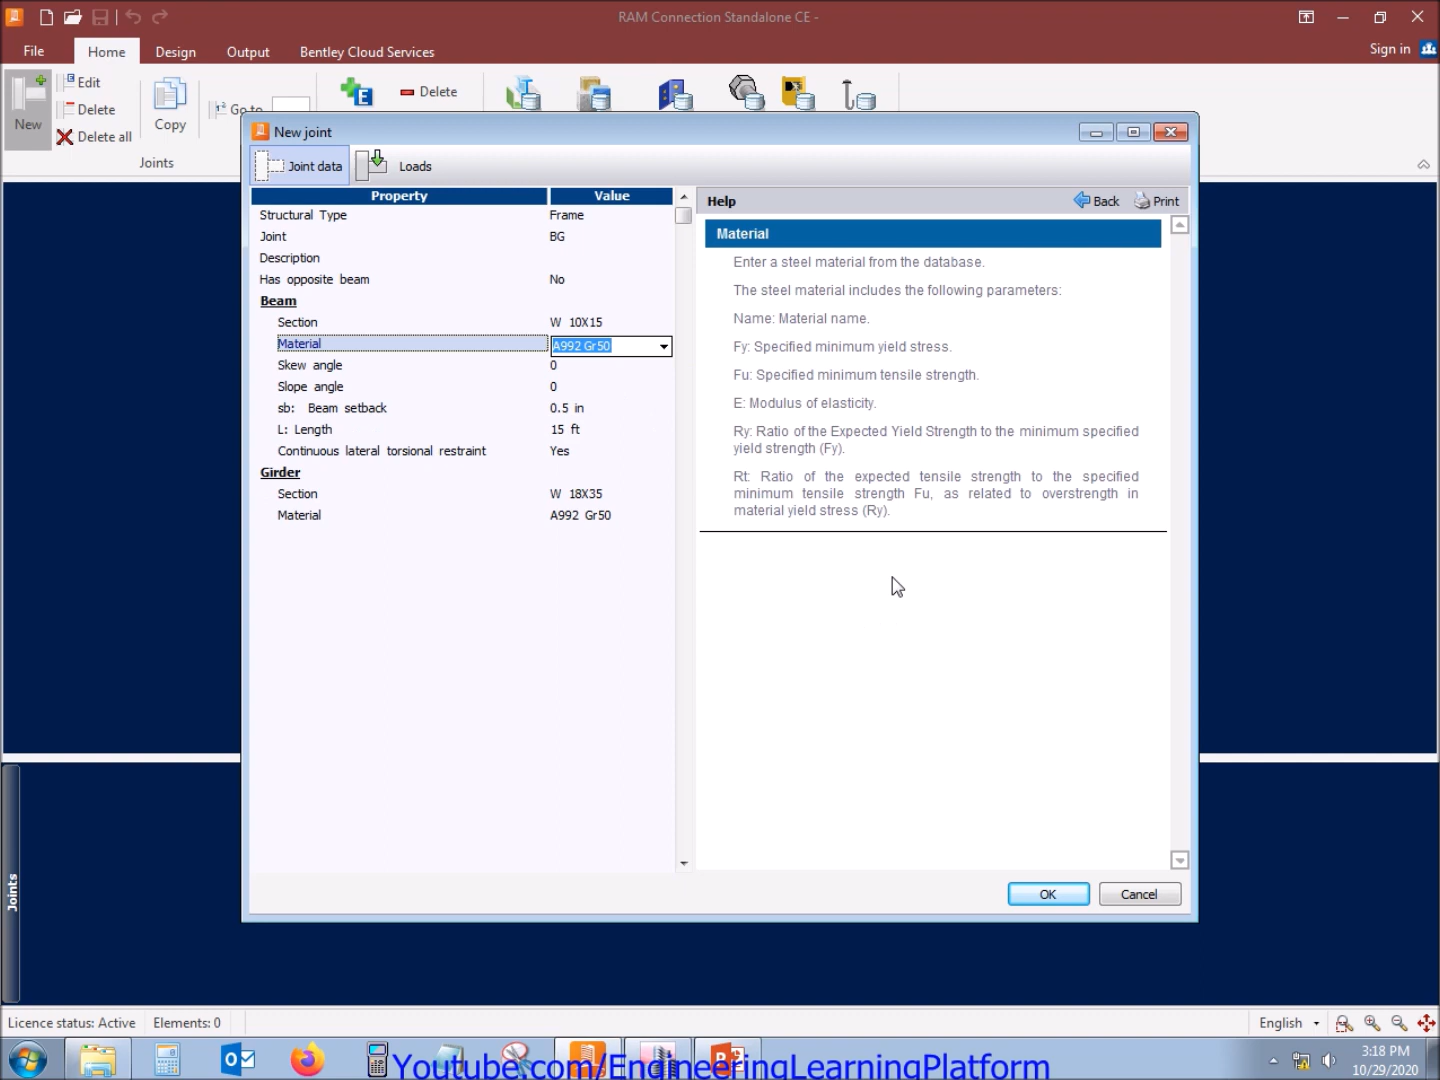 RAM Connection Standalone CE -
File
Home
Design
Output
Bentley Cloud Services
Sign in
New
Edit
Delete
Delete all
Copy
Go to
Delete
Joints
New joint
Joint data
Loads
Property
Value
Structural Type
Frame
Joint
BG
Description
Has opposite beam
No
Beam
Section
W 10X15
Material
A992 Gr50
Skew angle
0
Slope angle
0
sb: Beam setback
0.5 in
L: Length
15 ft
Continuous lateral torsional restraint
Yes
Girder
Section
W 18X35
Material
A992 Gr50
Help
Back
Print
Material
Enter a steel material from the database.
The steel material includes the following parameters:
Name: Material name.
Fy: Specified minimum yield stress.
Fu: Specified minimum tensile strength.
E: Modulus of elasticity.
Ry: Ratio of the Expected Yield Strength to the minimum specified
yield strength (Fy).
Rt: Ratio of the expected tensile strength to the specified
minimum tensile strength Fu, as related to overstrength in
material yield stress (Ry).
OK
Cancel
Joints
Licence status: Active
Elements: 0
English
Youtube.com/EngineeringLearningPlatform
3:18 PM
10/29/2020